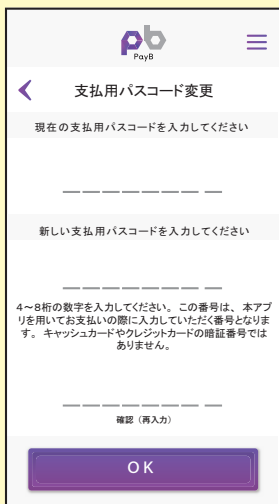 pb
PayB
支払用パスコード変更
現在の支払用パスコードを入力してください
新しい支払用パスコードを入力してください
4〜8桁の数字を入力してください。この番号は、本アプ
リを用いてお支払いの際に入力していただく番号となりま
す。キャッシュカードやクレジットカードの暗証番号では
ありません。
確認（再入力）
OK